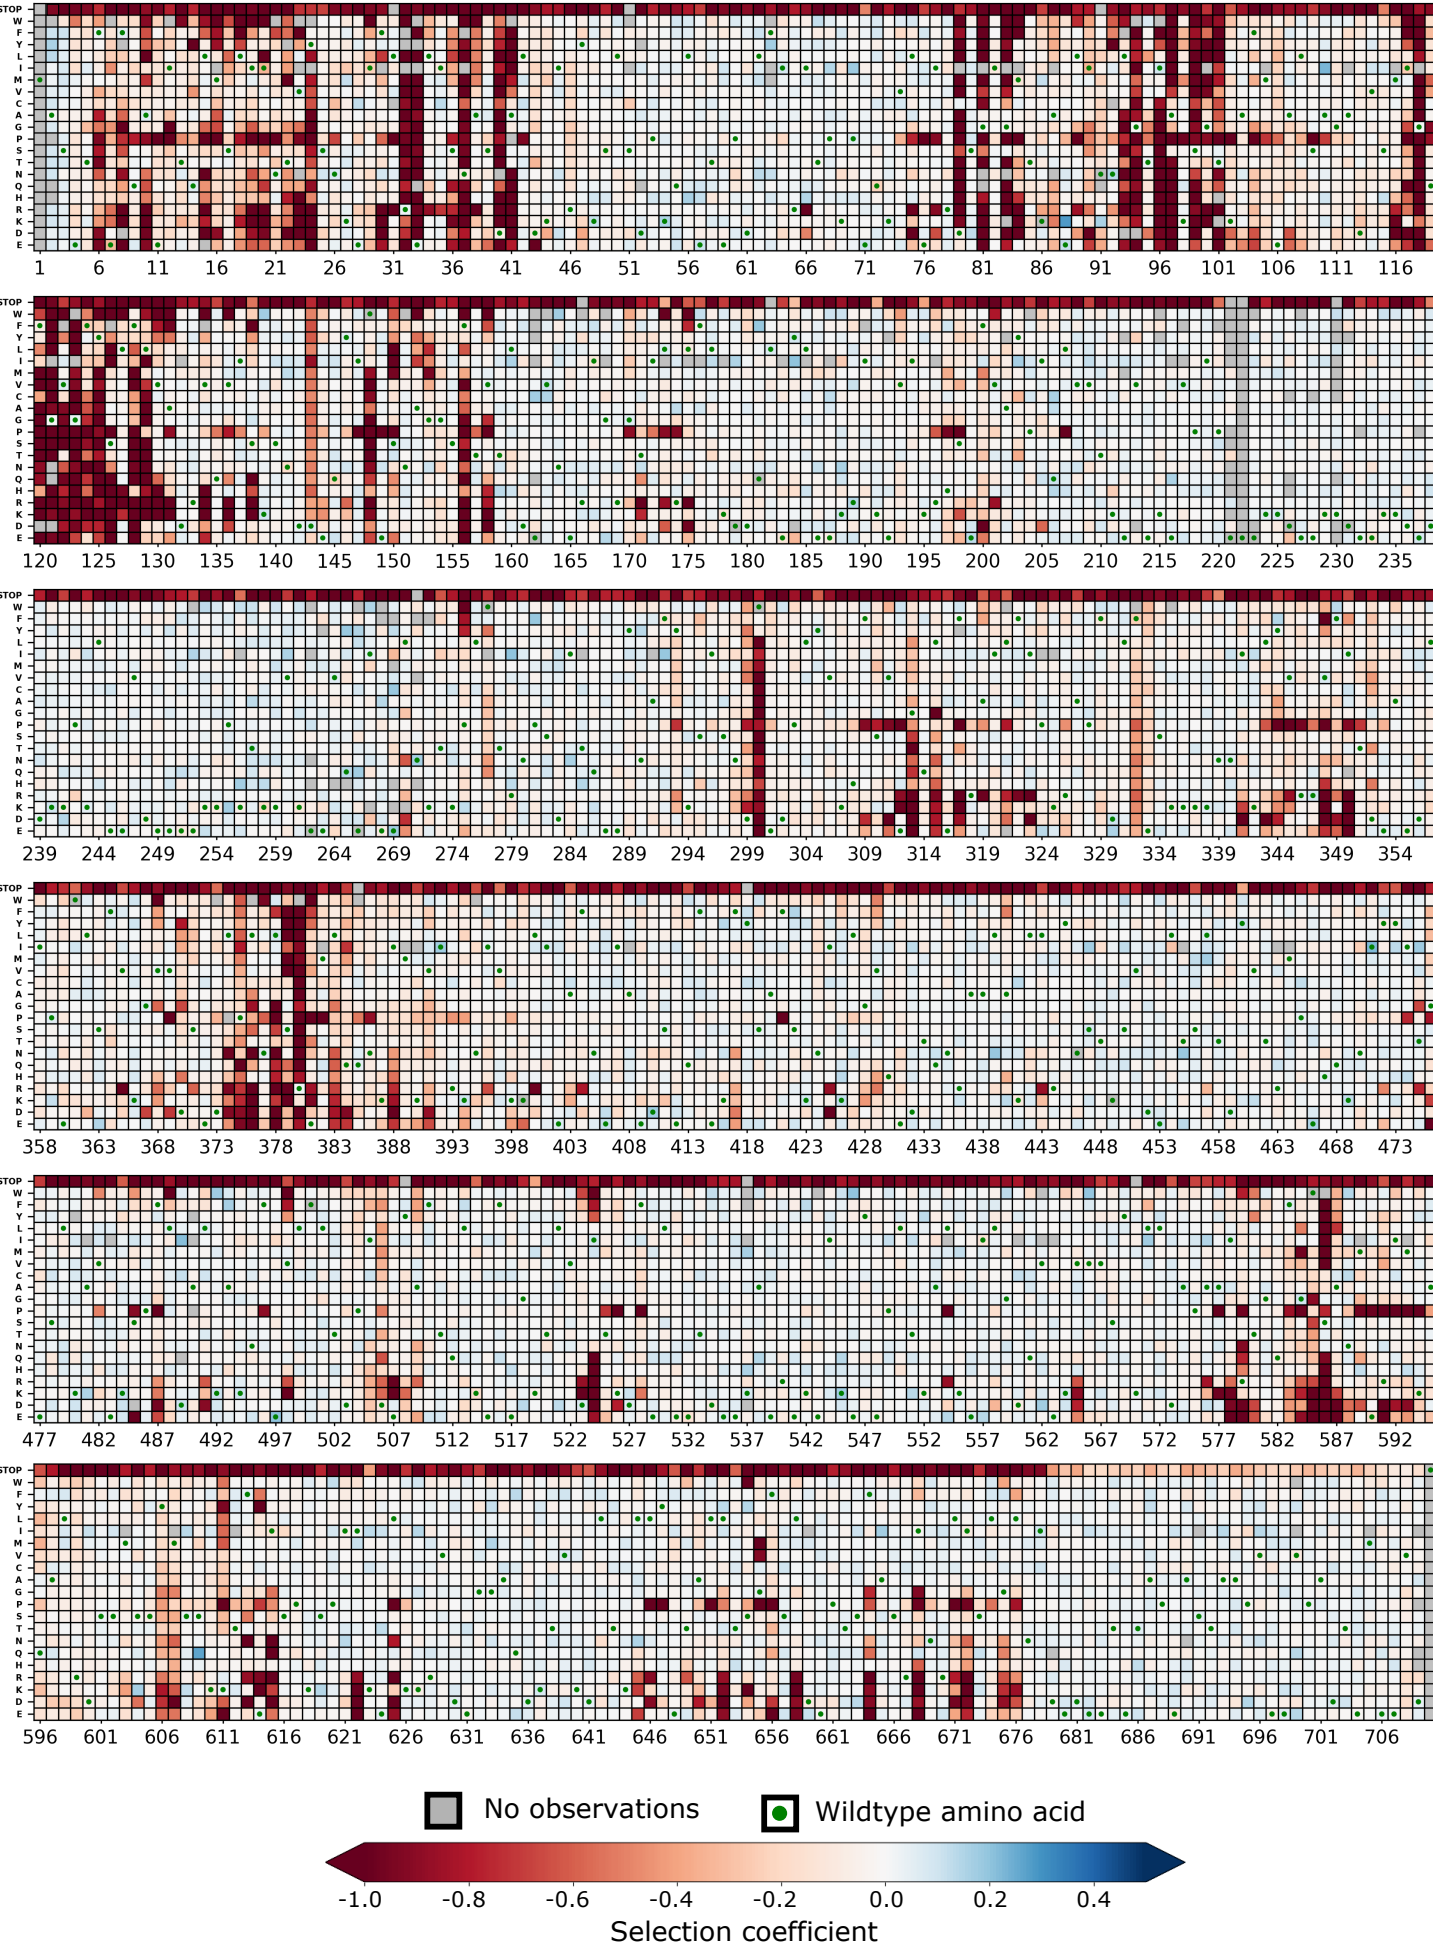 STOP
W
F
Y
L
I
M
V
C
A
G
P
S
T
N
Q
H
R
K
D
E
1 6 11 16 21 26 31 36 41 46 51 56 61 66 71 76 81 86 91 96 101 106 111 116
STOP
W
F
Y
L
I
M
V
C
A
G
P
S
T
N
Q
H
R
K
D
E
120 125 130 135 140 145 150 155 160 165 170 175 180 185 190 195 200 205 210 215 220 225 230 235
STOP
W
F
Y
L
I
M
V
C
A
G
P
S
T
N
Q
H
R
K
D
E
239 244 249 254 259 264 269 274 279 284 289 294 299 304 309 314 319 324 329 334 339 344 349 354
STOP
W
F
Y
L
I
M
V
C
A
G
P
S
T
N
Q
H
R
K
D
E
358 363 368 373 378 383 388 393 398 403 408 413 418 423 428 433 438 443 448 453 458 463 468 473
STOP
W
F
Y
L
I
M
V
C
A
G
P
S
T
N
Q
H
R
K
D
E
477 482 487 492 497 502 507 512 517 522 527 532 537 542 547 552 557 562 567 572 577 582 587 592
STOP
W
F
Y
L
I
M
V
C
A
G
P
S
T
N
Q
H
R
K
D
E
596 601 606 611 616 621 626 631 636 641 646 651 656 661 666 671 676 681 686 691 696 701 706
No observations Wildtype amino acid
-1.0 -0.8 -0.6 -0.4 -0.2 0.0 0.2 0.4
Selection coefficient